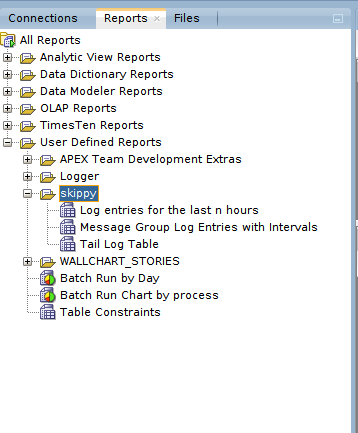 Connections Reports × Files
All Reports
Analytic View Reports
Data Dictionary Reports
Data Modeler Reports
OLAP Reports
TimesTen Reports
User Defined Reports
APEX Team Development Extras
Logger
skippy
Log entries for the last n hours
Message Group Log Entries with Intervals
Tail Log Table
WALLCHART_STORIES
Batch Run by Day
Batch Run Chart by process
Table Constraints